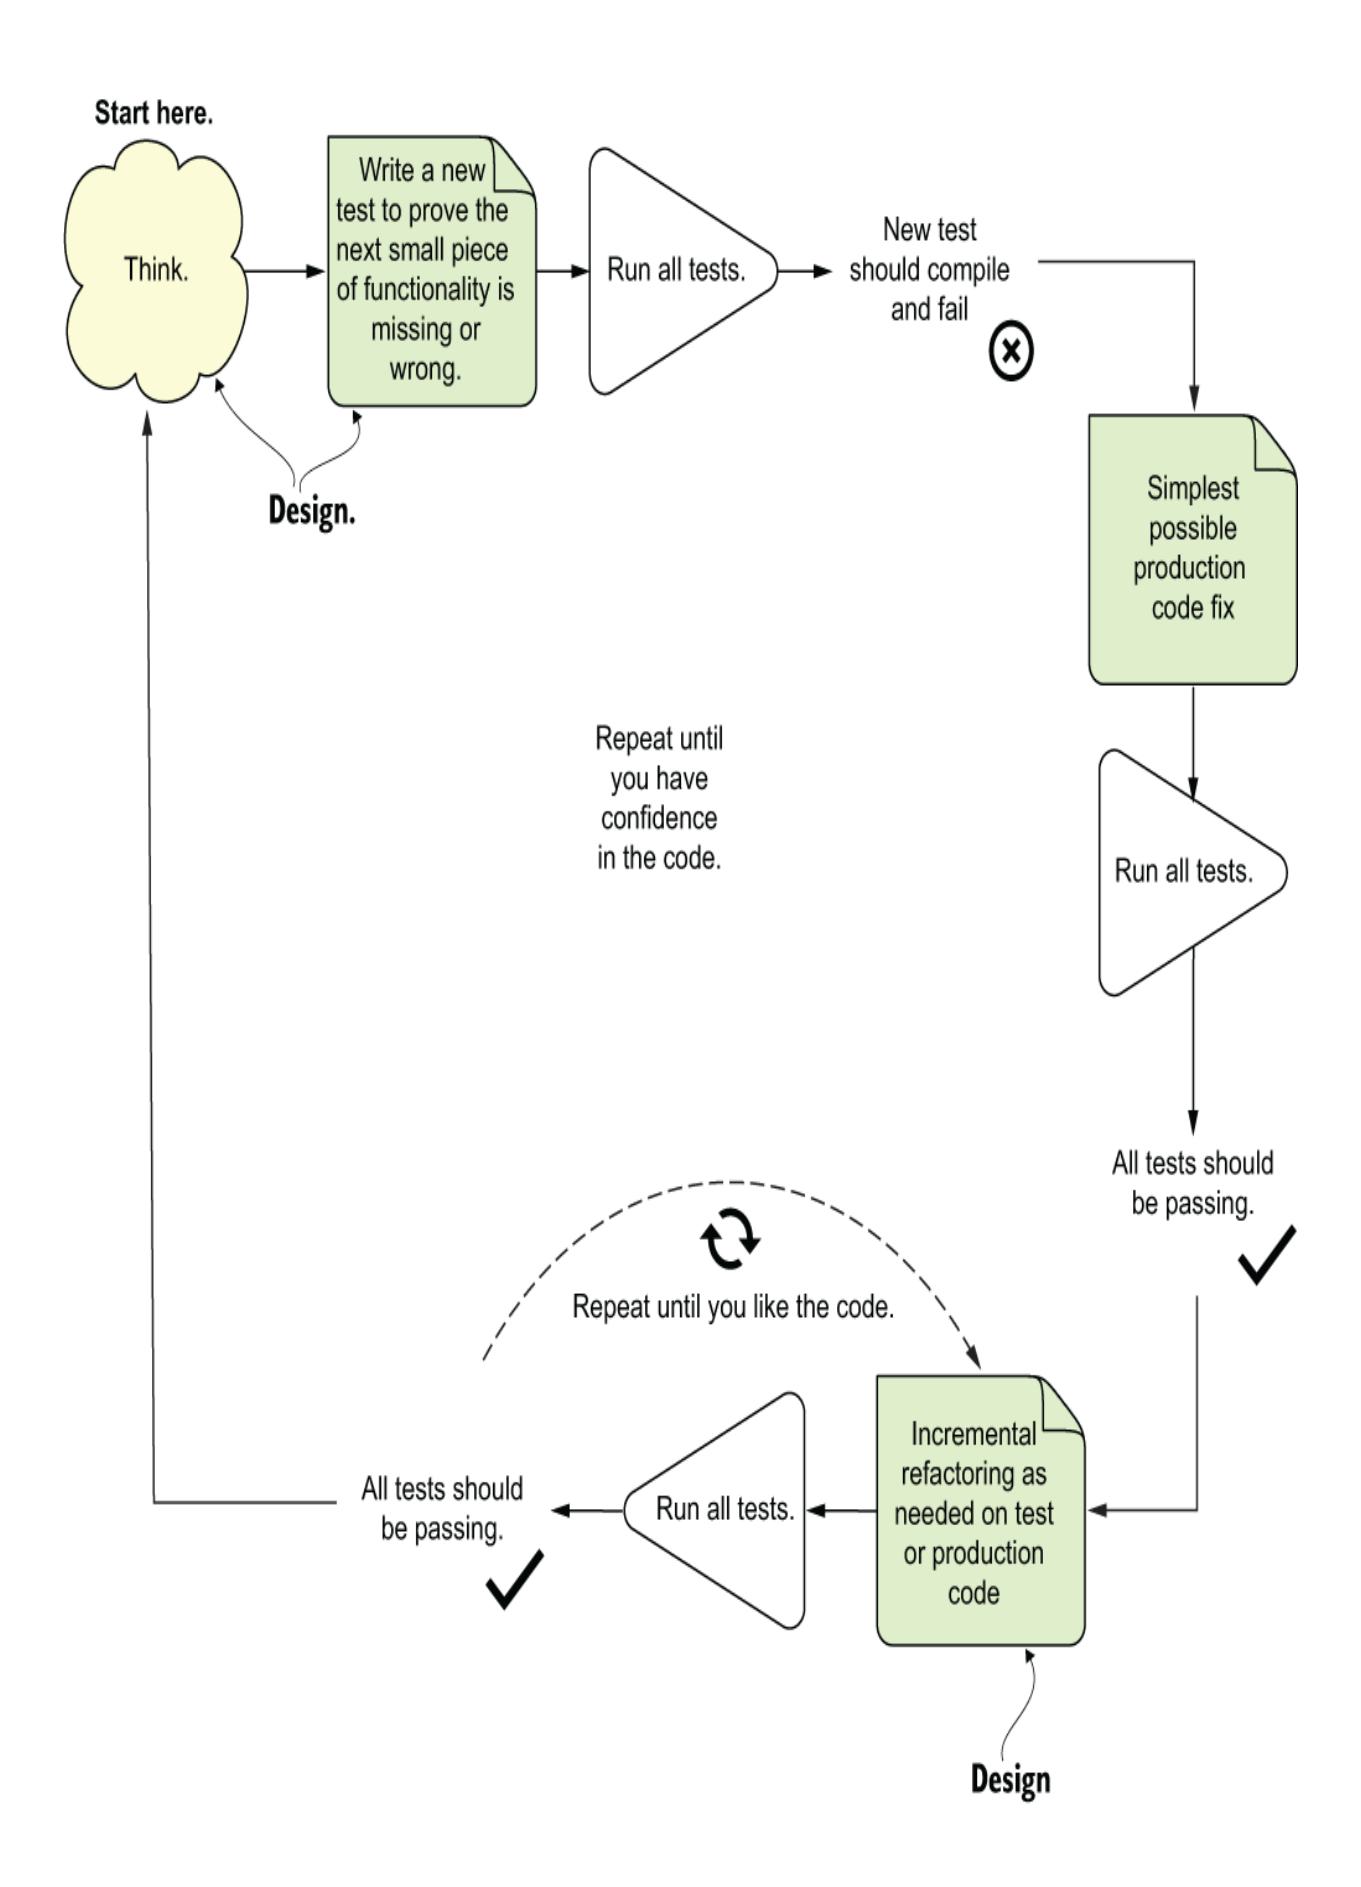 Start here.
Think.
Write a new
test to prove the
next small piece
of functionality is
missing or
wrong.
Run all tests.
New test
should compile
and fail
Design.
Simplest
possible
production
code fix
Repeat until
you have
confidence
in the code.
Run all tests.
All tests should
be passing.
Repeat until you like the code.
Incremental
refactoring as
needed on test
or production
code
Run all tests.
All tests should
be passing.
Design